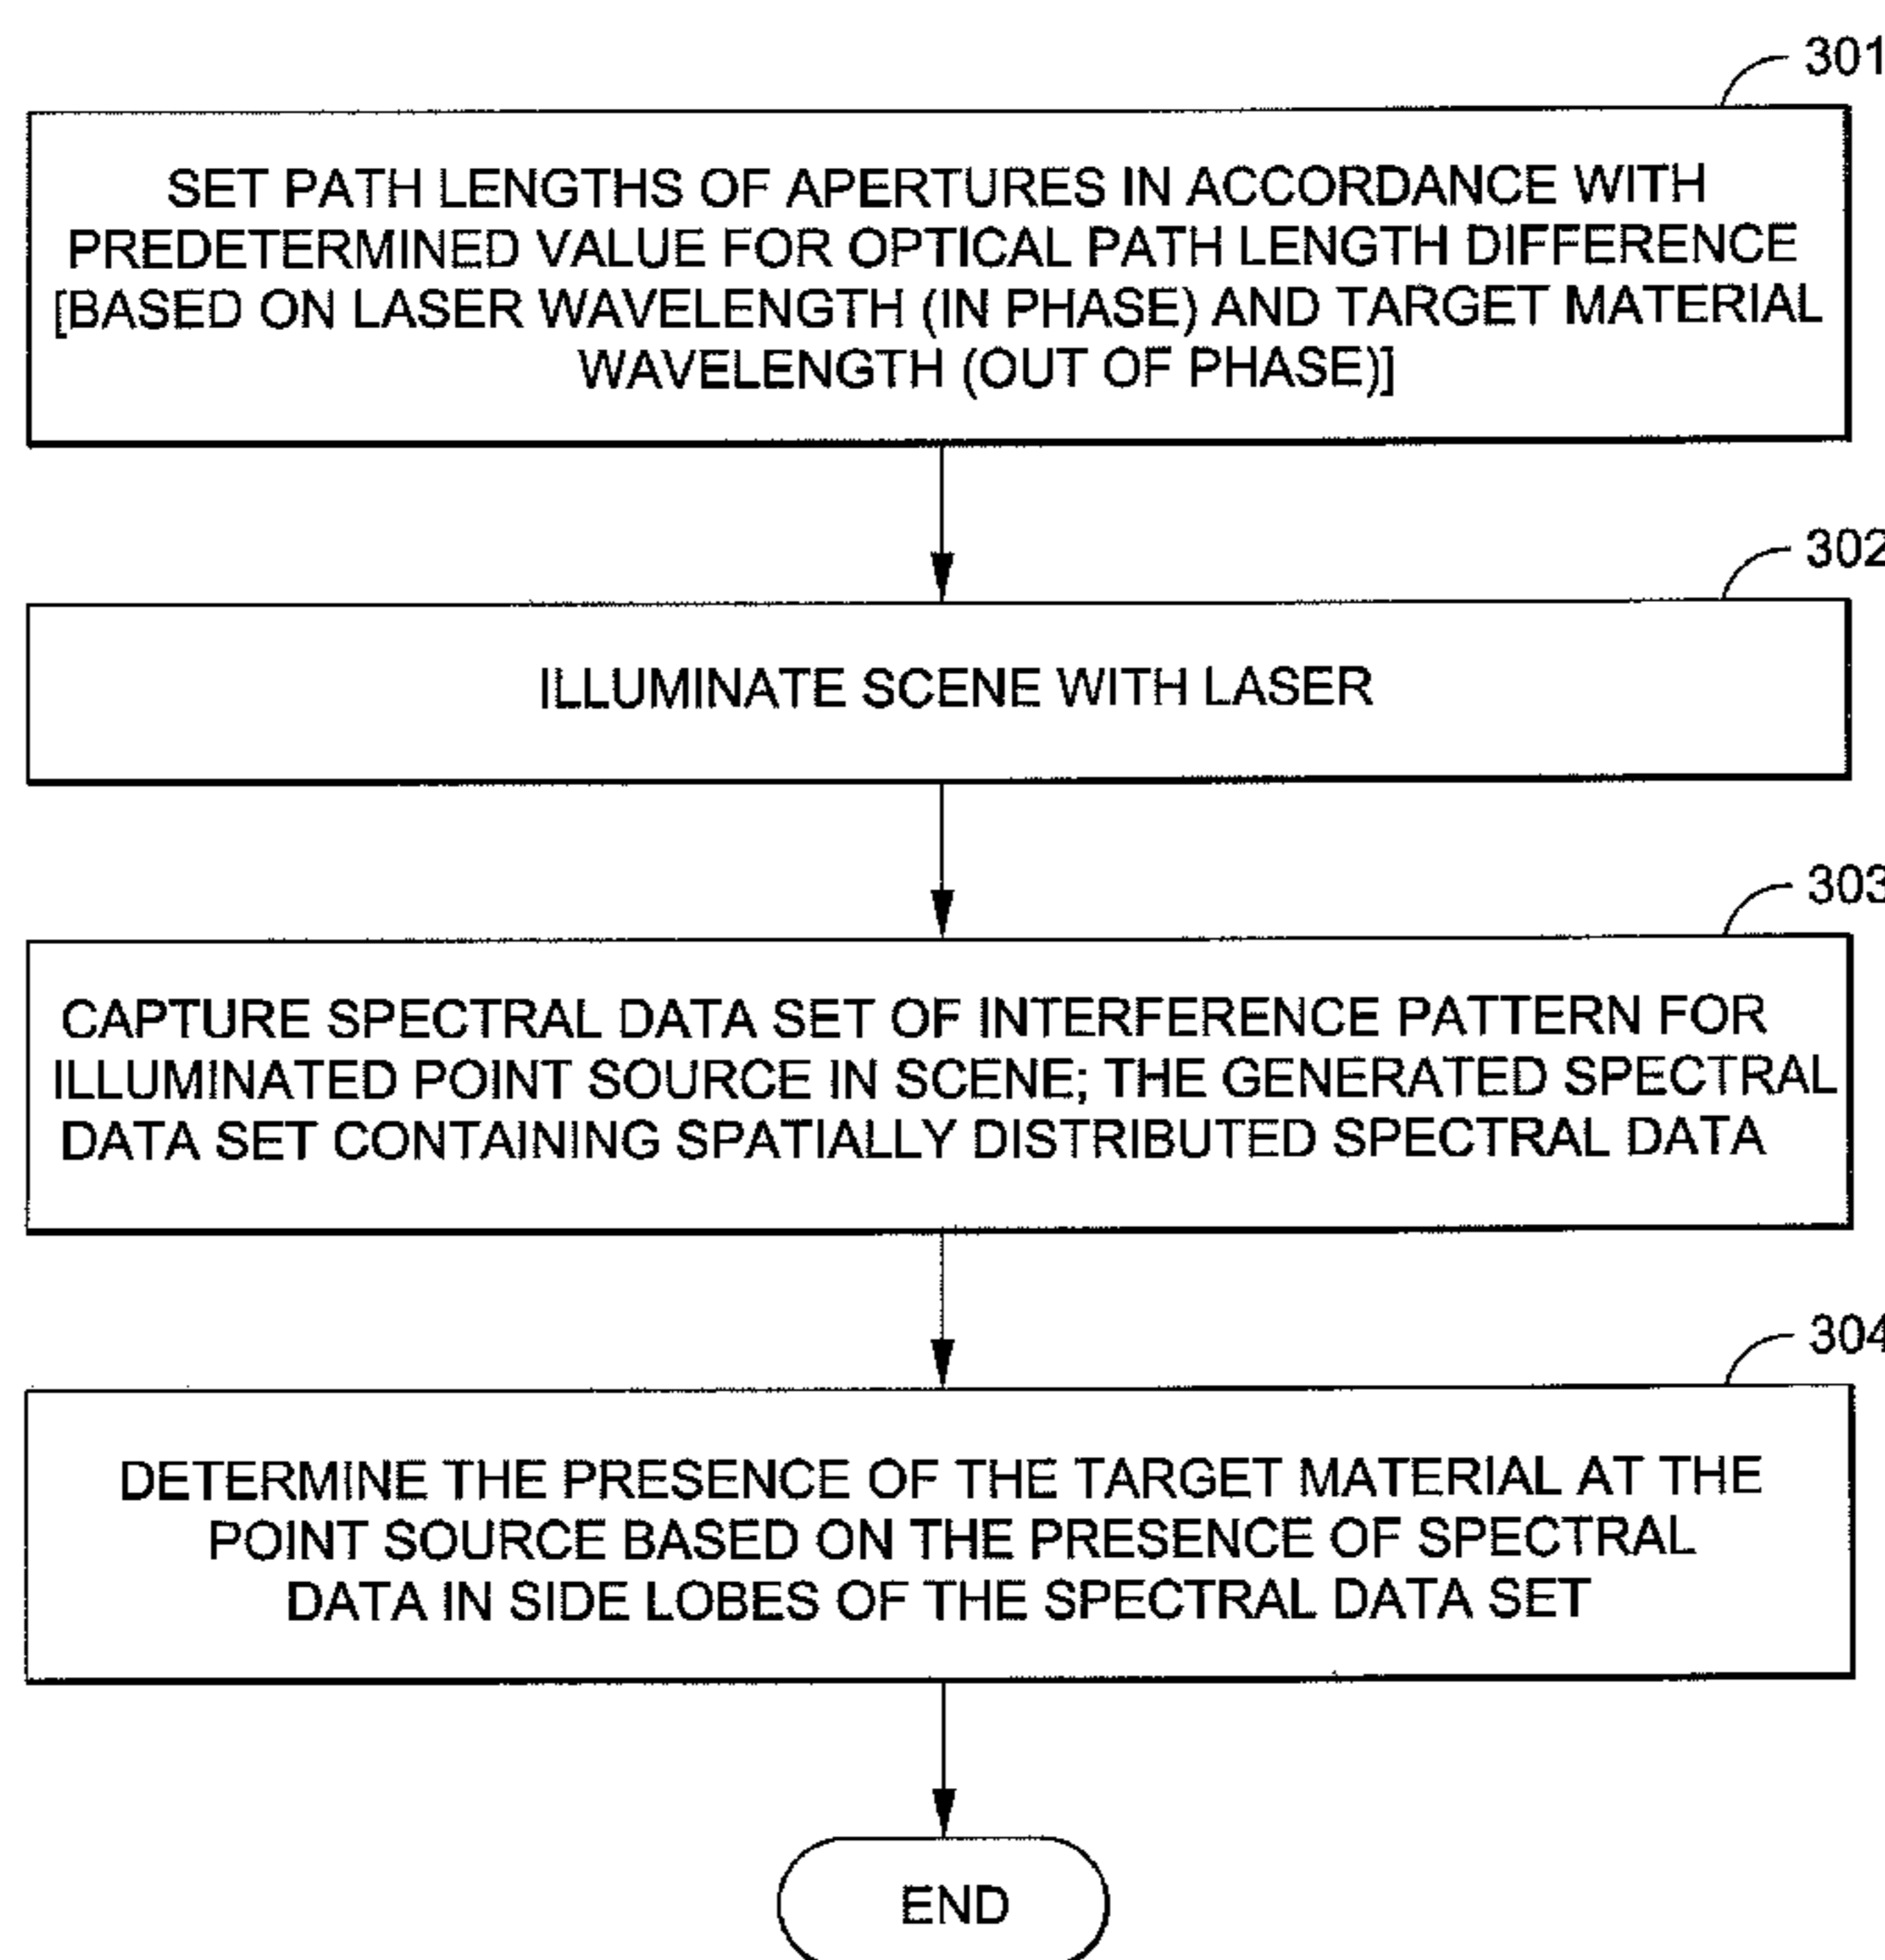 301
SET PATH LENGTHS OF APERTURES IN ACCORDANCE WITH
PREDETERMINED VALUE FOR OPTICAL PATH LENGTH DIFFERENCE
[BASED ON LASER WAVELENGTH (IN PHASE) AND TARGET MATERIAL
WAVELENGTH (OUT OF PHASE)]
302
ILLUMINATE SCENE WITH LASER
303
CAPTURE SPECTRAL DATA SET OF INTERFERENCE PATTERN FOR
ILLUMINATED POINT SOURCE IN SCENE; THE GENERATED SPECTRAL
DATA SET CONTAINING SPATIALLY DISTRIBUTED SPECTRAL DATA
304
DETERMINE THE PRESENCE OF THE TARGET MATERIAL AT THE
POINT SOURCE BASED ON THE PRESENCE OF SPECTRAL
DATA IN SIDE LOBES OF THE SPECTRAL DATA SET
END